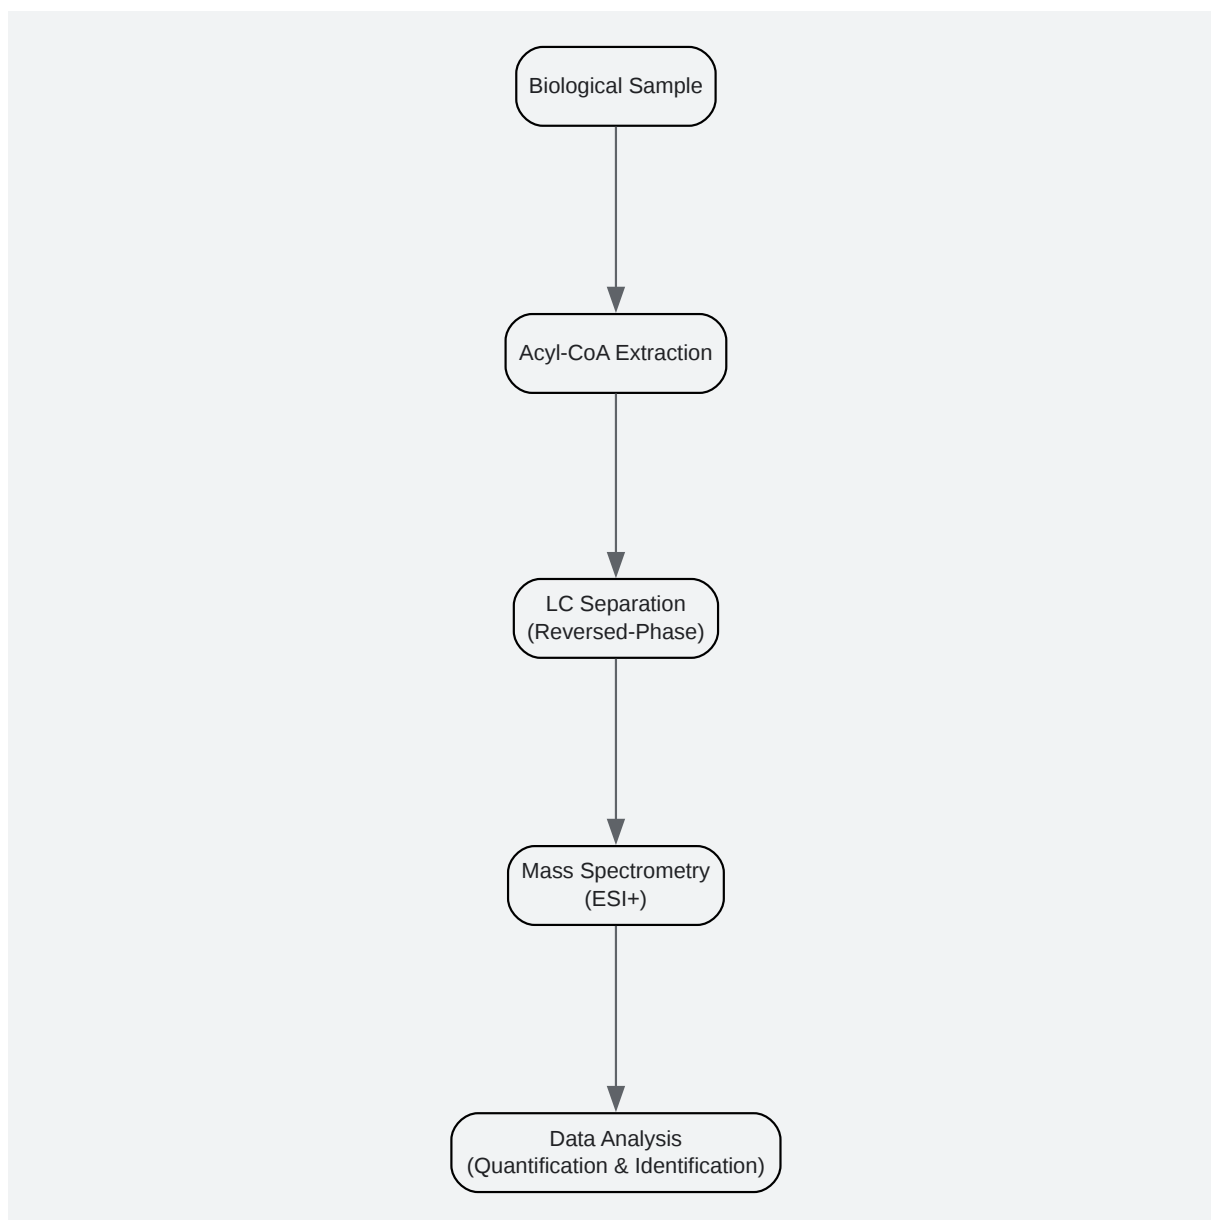 Biological Sample
Acyl-CoA Extraction
LC Separation
(Reversed-Phase)
Mass Spectrometry
(ESI+)
Data Analysis
(Quantification & Identification)